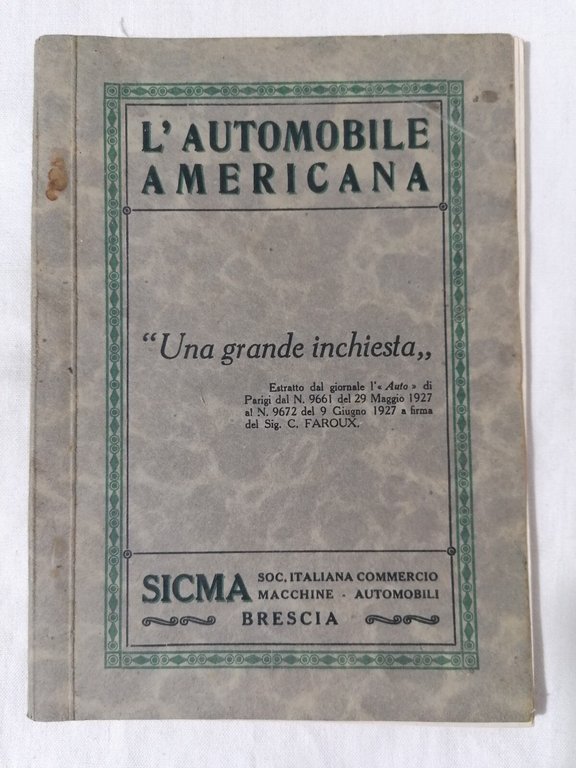 L'AUTOMOBILE
AMERICANA
“Una grande inchiesta„
Estratto dal giornale l'« Auto » di
Parigi dal N. 9661 del 29 Maggio 1927
al N. 9672 del 9 Giugno 1927 a firma
del Sig. C. FAROUX.
SICMA SOC. ITALIANA COMMERCIO
MACCHINE - AUTOMOBILI
BRESCIA